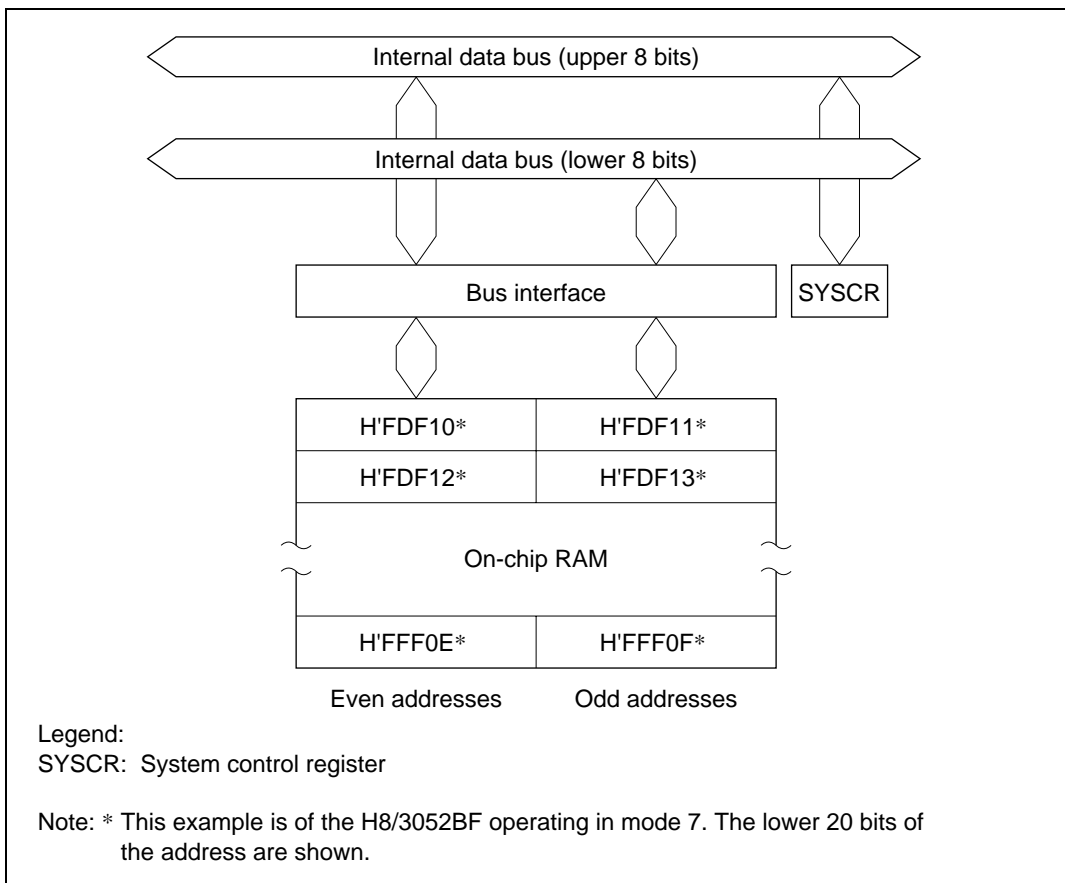 Internal data bus (upper 8 bits)
Internal data bus (lower 8 bits)
Bus interface
SYSCR
H'FDF10*
H'FDF11*
H'FDF12*
H'FDF13*
On-chip RAM
H'FFF0E*
H'FFF0F*
Even addresses
Odd addresses
Legend:
SYSCR: System control register
Note: * This example is of the H8/3052BF operating in mode 7. The lower 20 bits of
the address are shown.